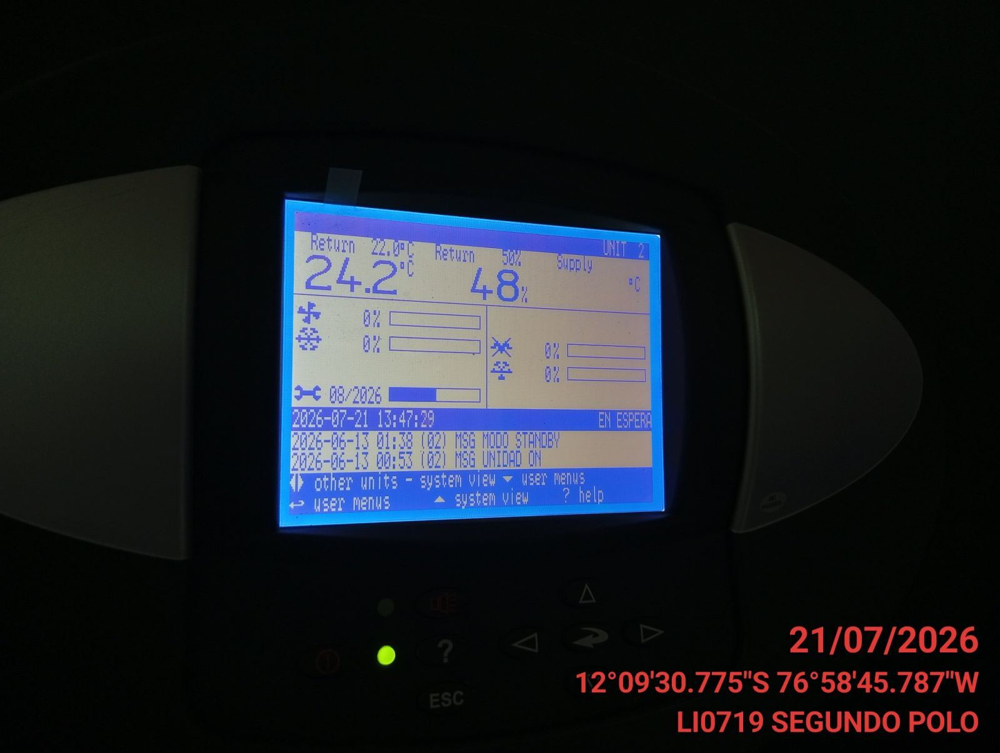 UNIT 2
Return 22.0°C Return 50% Supply
24.2°C 48% °C
0%
0%
0%
0%
08/2026
2026-07-21 13:47:29 EN ESPERA
2026-06-13 01:38 (02) MSG MODO STANDBY
2026-06-13 00:53 (02) MSG UNIDAD ON
other units - system view ▼ user menus
↩ user menus ▲ system view ? help
?
ESC
21/07/2026
12°09'30.775"S 76°58'45.787"W
LI0719 SEGUNDO POLO